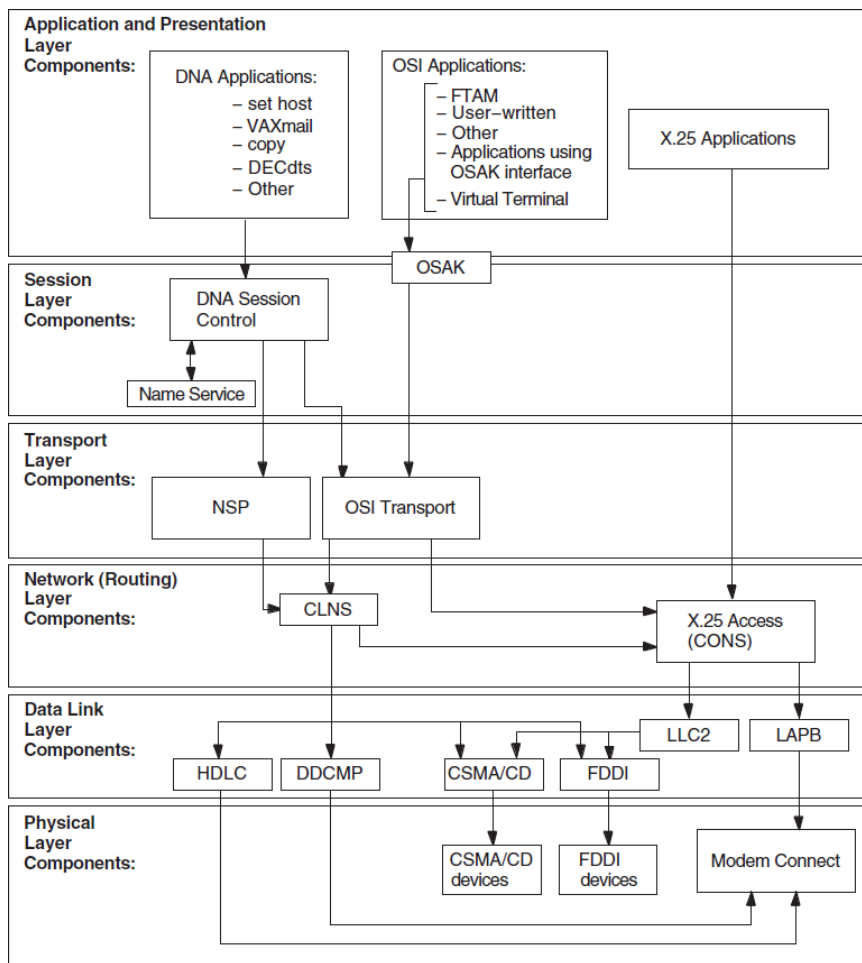 Application and Presentation
Layer
Components:
DNA Applications:
– set host
– VAXmail
– copy
– DECdts
– Other
OSI Applications:
– FTAM
– User–written
– Other
– Applications using
OSAK interface
– Virtual Terminal
X.25 Applications
OSAK
Session
Layer
Components:
DNA Session
Control
Name Service
Transport
Layer
Components:
NSP
OSI Transport
Network (Routing)
Layer
Components:
CLNS
X.25 Access
(CONS)
Data Link
Layer
Components:
LLC2
LAPB
HDLC
DDCMP
CSMA/CD
FDDI
Physical
Layer
Components:
CSMA/CD
devices
FDDI
devices
Modem Connect